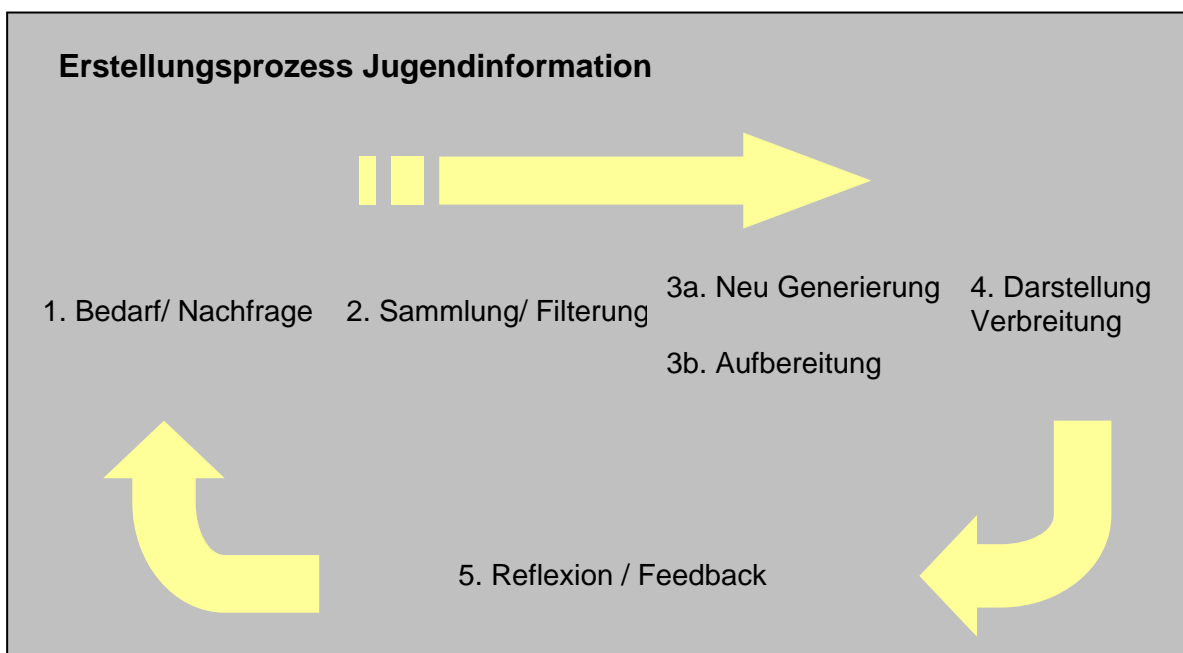 Erstellungsprozess Jugendinformation
1. Bedarf/ Nachfrage
2. Sammlung/ Filterung
3a. Neu Generierung
3b. Aufbereitung
4. Darstellung
Verbreitung
5. Reflexion / Feedback